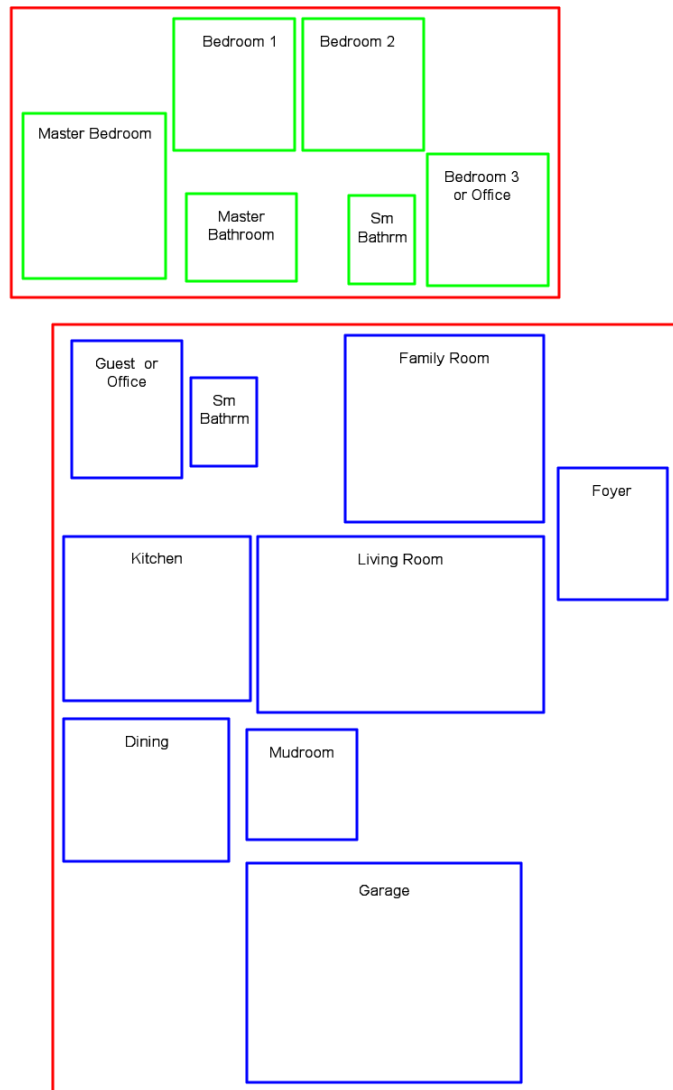 Bedroom 1
Bedroom 2
Master Bedroom
Bedroom 3
or Office
Master
Bathroom
Sm
Bathrm
Guest or
Office
Sm
Bathrm
Family Room
Foyer
Kitchen
Living Room
Dining
Mudroom
Garage